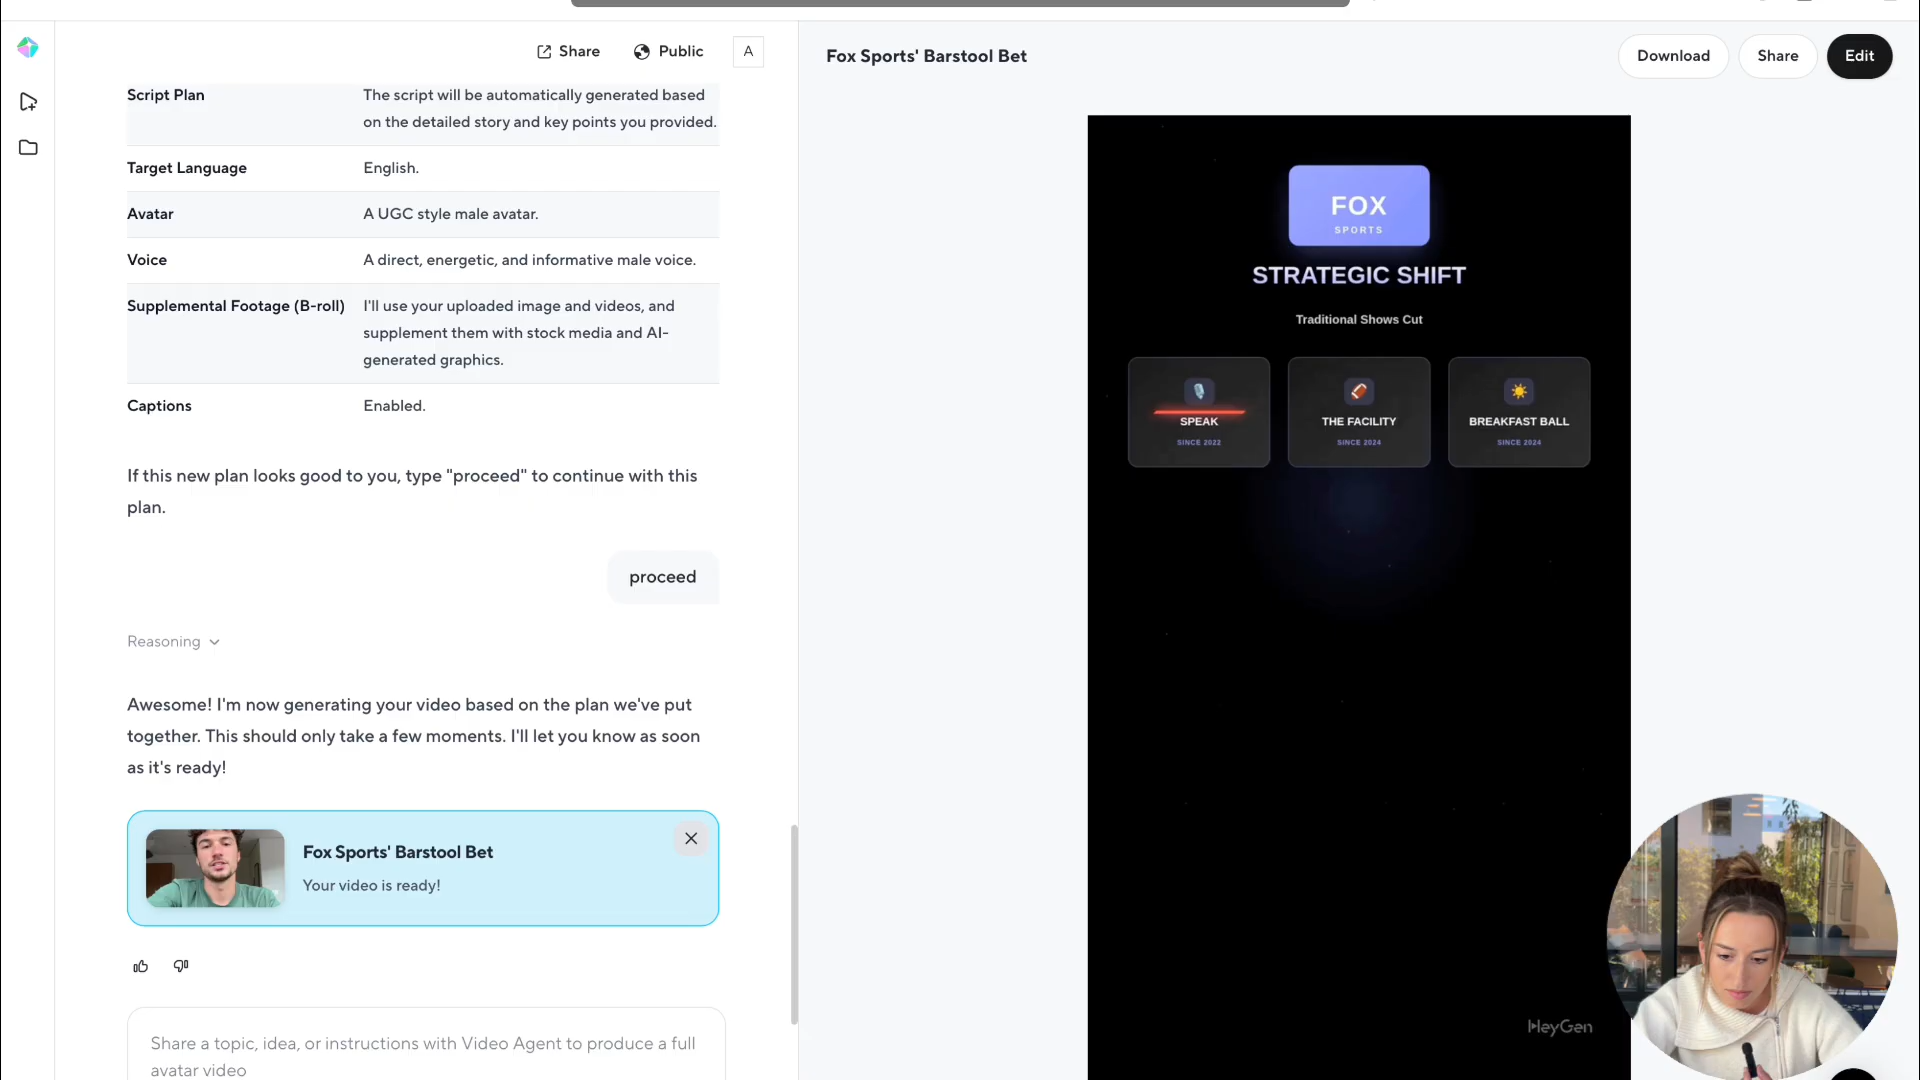 Share
Public
A
Script Plan
The script will be automatically generated based
on the detailed story and key points you provided.
Target Language
English.
Avatar
A UGC style male avatar.
Voice
A direct, energetic, and informative male voice.
Supplemental Footage (B-roll)
I'll use your uploaded image and videos, and
supplement them with stock media and AI-
generated graphics.
Captions
Enabled.
If this new plan looks good to you, type "proceed" to continue with this
plan.
proceed
Reasoning
Awesome! I'm now generating your video based on the plan we've put
together. This should only take a few moments. I'll let you know as soon
as it's ready!
Fox Sports' Barstool Bet
Your video is ready!
Share a topic, idea, or instructions with Video Agent to produce a full
avatar video
Fox Sports' Barstool Bet
Download
Share
Edit
FOX
SPORTS
STRATEGIC SHIFT
Traditional Shows Cut
SPEAK
SINCE 2022
THE FACILITY
SINCE 2024
BREAKFAST BALL
SINCE 2024
HeyGen